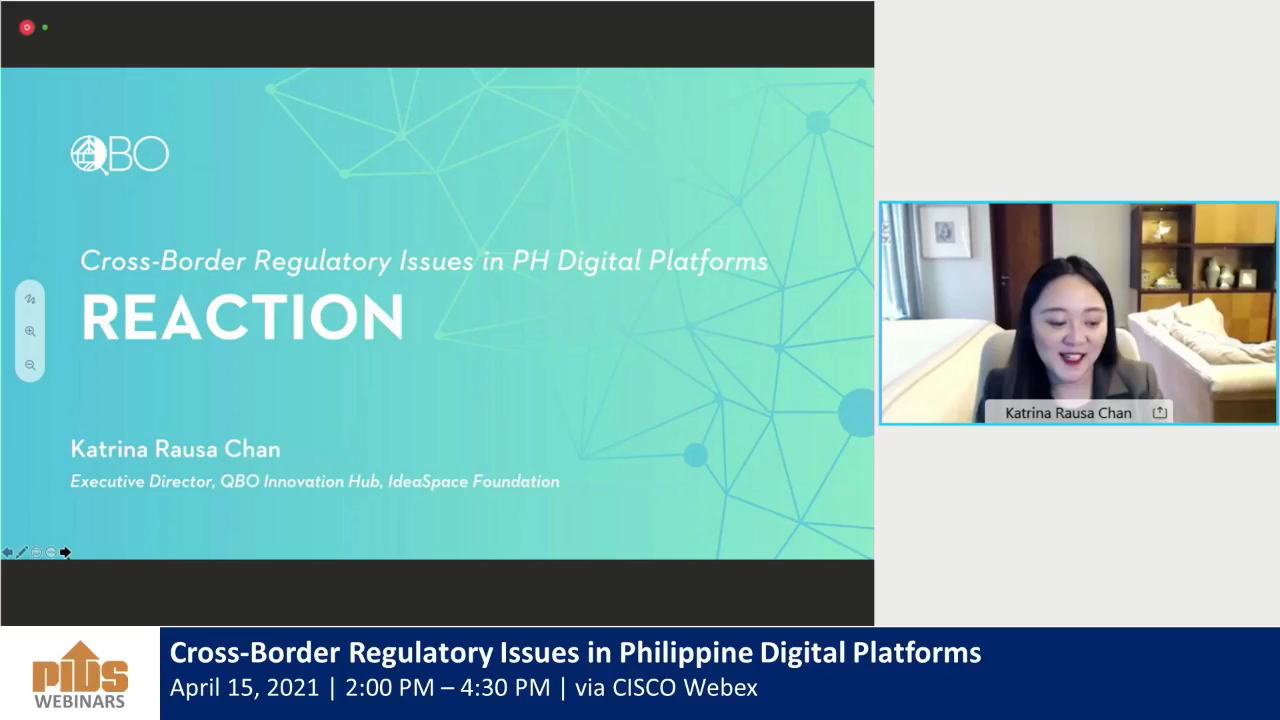 QBO
Cross-Border Regulatory Issues in PH Digital Platforms
REACTION
Katrina Rausa Chan
Executive Director, QBO Innovation Hub, IdeaSpace Foundation
Katrina Rausa Chan
PIDS
WEBINARS
Cross-Border Regulatory Issues in Philippine Digital Platforms
April 15, 2021 | 2:00 PM – 4:30 PM | via CISCO Webex